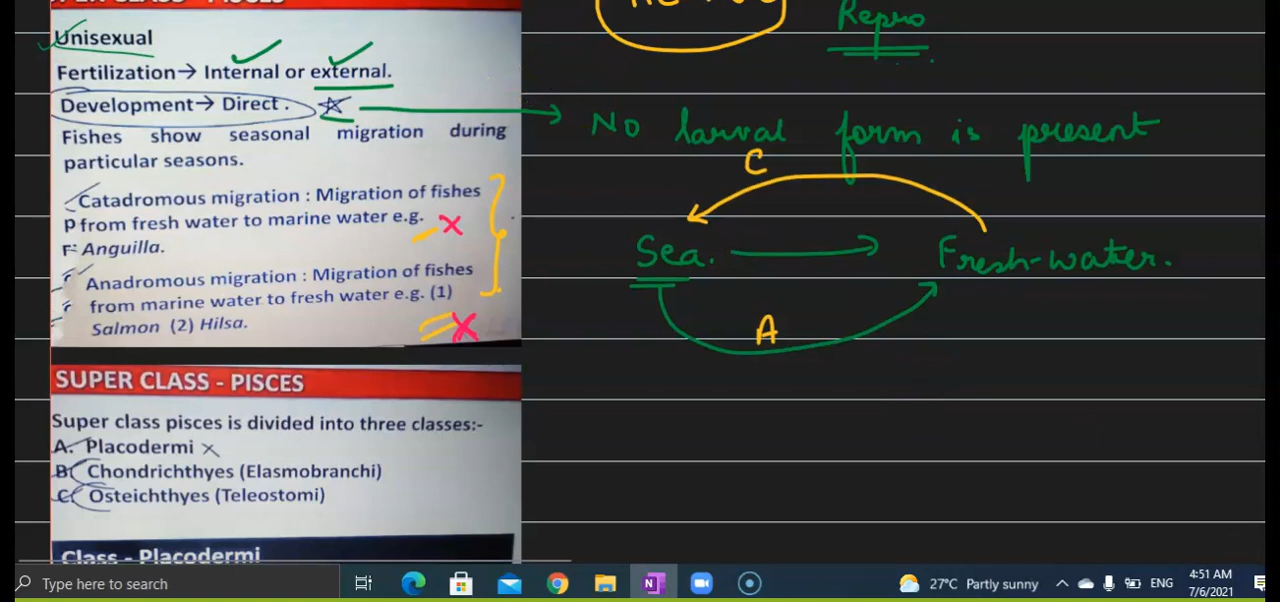 SUPER CLASS - PISCES
Unisexual
Fertilization→ Internal or external.
Development→ Direct.
Fishes show seasonal migration during
particular seasons.
Catadromous migration : Migration of fishes
from fresh water to marine water e.g.
Anguilla.
Anadromous migration : Migration of fishes
from marine water to fresh water e.g. (1)
Salmon (2) Hilsa.
SUPER CLASS - PISCES
Super class pisces is divided into three classes:-
A. Placodermi
B. Chondrichthyes (Elasmobranchi)
C. Osteichthyes (Teleostomi)
Class - Placodermi
Repro
No larval form is present
C
Sea. → Fresh-water.
A
Type here to search
27°C Partly sunny
ENG
4:51 AM
7/6/2021